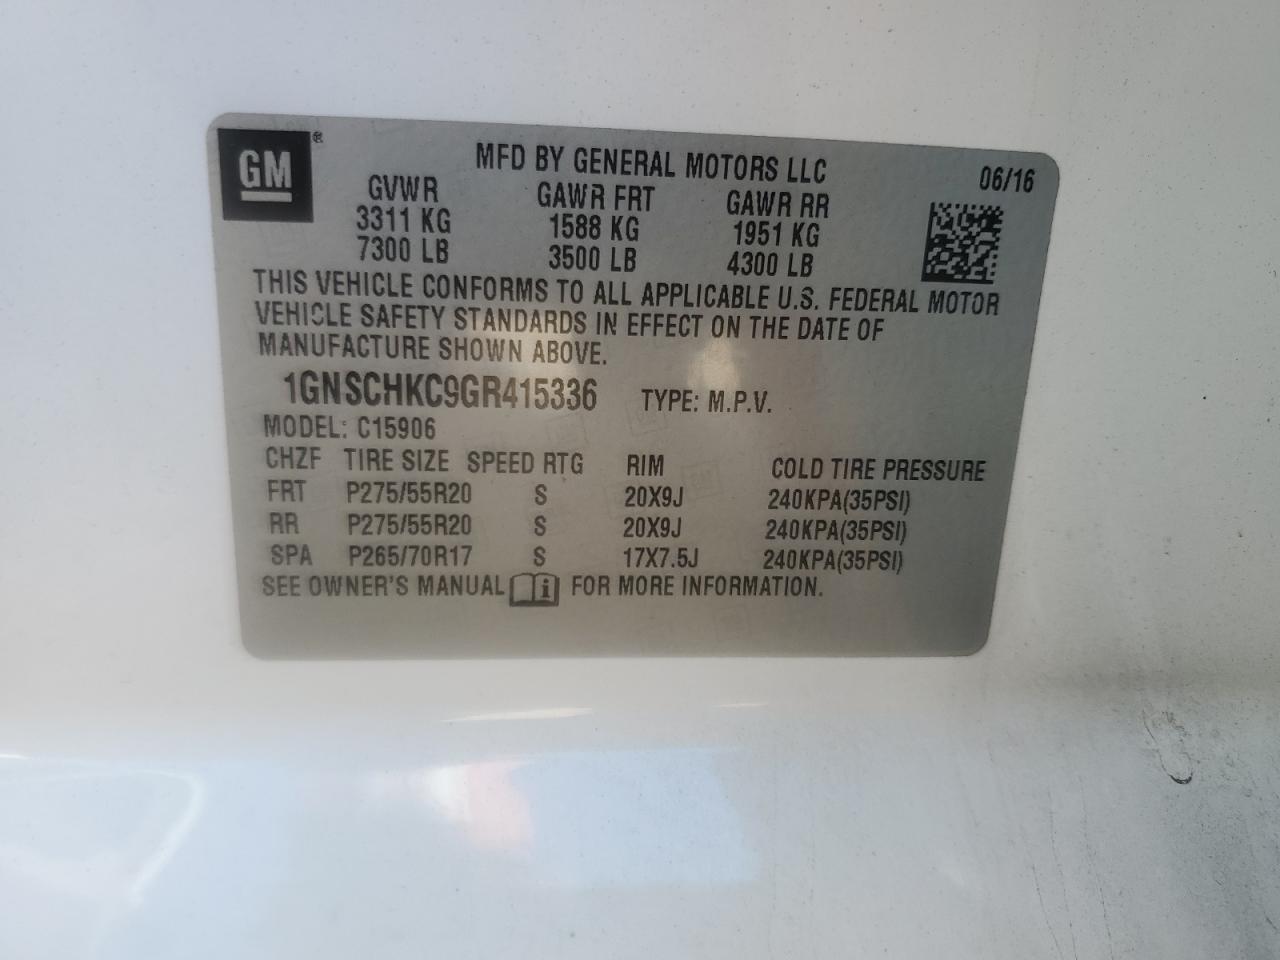 GM®
MFD BY GENERAL MOTORS LLC 06/16
GVWR GAWR FRT GAWR RR
3311 KG 1588 KG 1951 KG
7300 LB 3500 LB 4300 LB
THIS VEHICLE CONFORMS TO ALL APPLICABLE U.S. FEDERAL MOTOR
VEHICLE SAFETY STANDARDS IN EFFECT ON THE DATE OF
MANUFACTURE SHOWN ABOVE.
1GNSCHKC9GR415336 TYPE: M.P.V.
MODEL: C15906
CHZF TIRE SIZE SPEED RTG RIM COLD TIRE PRESSURE
FRT P275/55R20 S 20X9J 240KPA(35PSI)
RR P275/55R20 S 20X9J 240KPA(35PSI)
SPA P265/70R17 S 17X7.5J 240KPA(35PSI)
SEE OWNER'S MANUAL i FOR MORE INFORMATION.